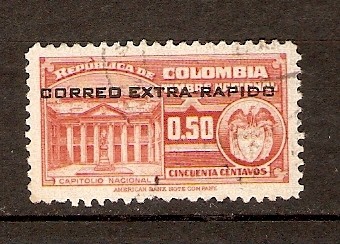 REPUBLICA DE COLOMBIA
CORREO EXTRA-RAPIDO
0.50
CAPITOLIO NACIONAL
CINCUENTA CENTAVOS
AMERICAN BANK NOTE COMPANY